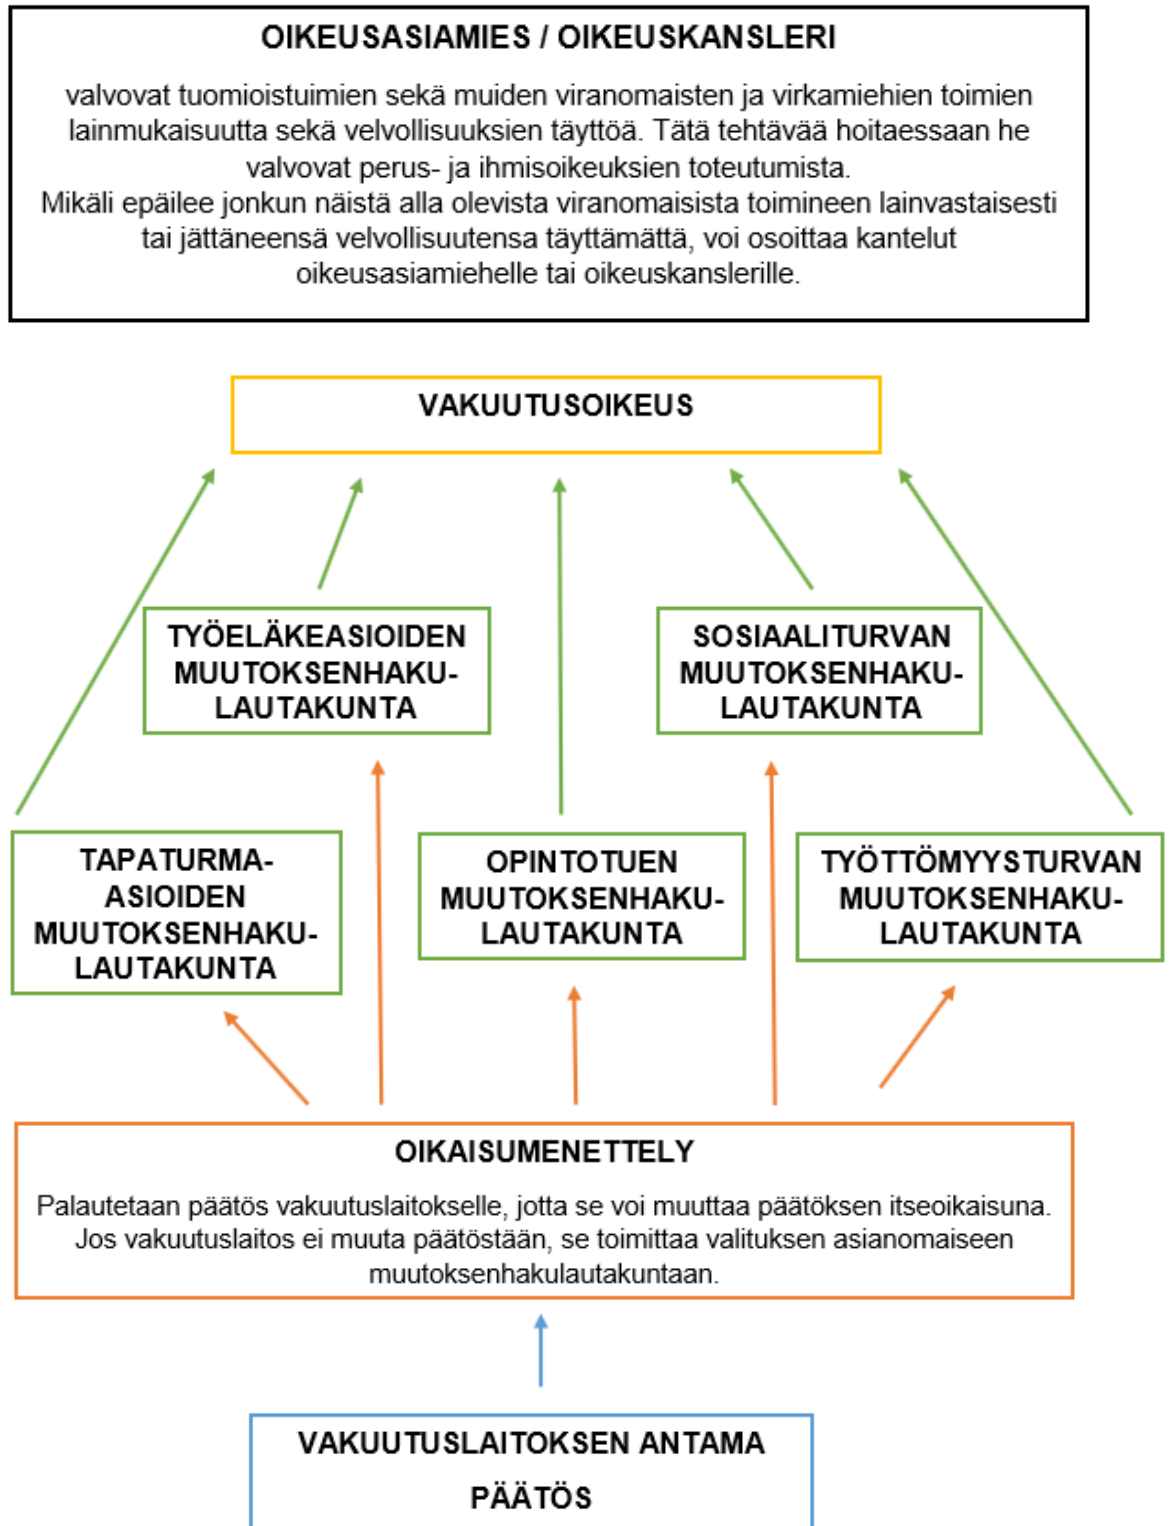 OIKEUSASIAMIES / OIKEUSKANSLERI
valvovat tuomioistuimien sekä muiden viranomaisten ja virkamiehien toimien
lainmukaisuutta sekä velvollisuuksien täyttöä. Tätä tehtävää hoitaessaan he
valvovat perus- ja ihmisoikeuksien toteutumista.
Mikäli epäilee jonkun näistä alla olevista viranomaisista toimineen lainvastaisesti
tai jättäneensä velvollisuutensa täyttämättä, voi osoittaa kantelut
oikeusasiamiehelle tai oikeuskanslerille.
VAKUUTUSOIKEUS
TYÖELÄKEASIOIDEN
MUUTOKSENHAKU-
LAUTAKUNTA
SOSIAALITURVAN
MUUTOKSENHAKU-
LAUTAKUNTA
TAPATURMA-
ASIOIDEN
MUUTOKSENHAKU-
LAUTAKUNTA
OPINTOTUEN
MUUTOKSENHAKU-
LAUTAKUNTA
TYÖTTÖMYYSTURVAN
MUUTOKSENHAKU-
LAUTAKUNTA
OIKAISUMENETTELY
Palautetaan päätös vakuutuslaitokselle, jotta se voi muuttaa päätöksen itseoikaisuna.
Jos vakuutuslaitos ei muuta päätöstään, se toimittaa valituksen asianomaiseen
muutoksenhakulautakuntaan.
VAKUUTUSLAITOKSEN ANTAMA
PÄÄTÖS